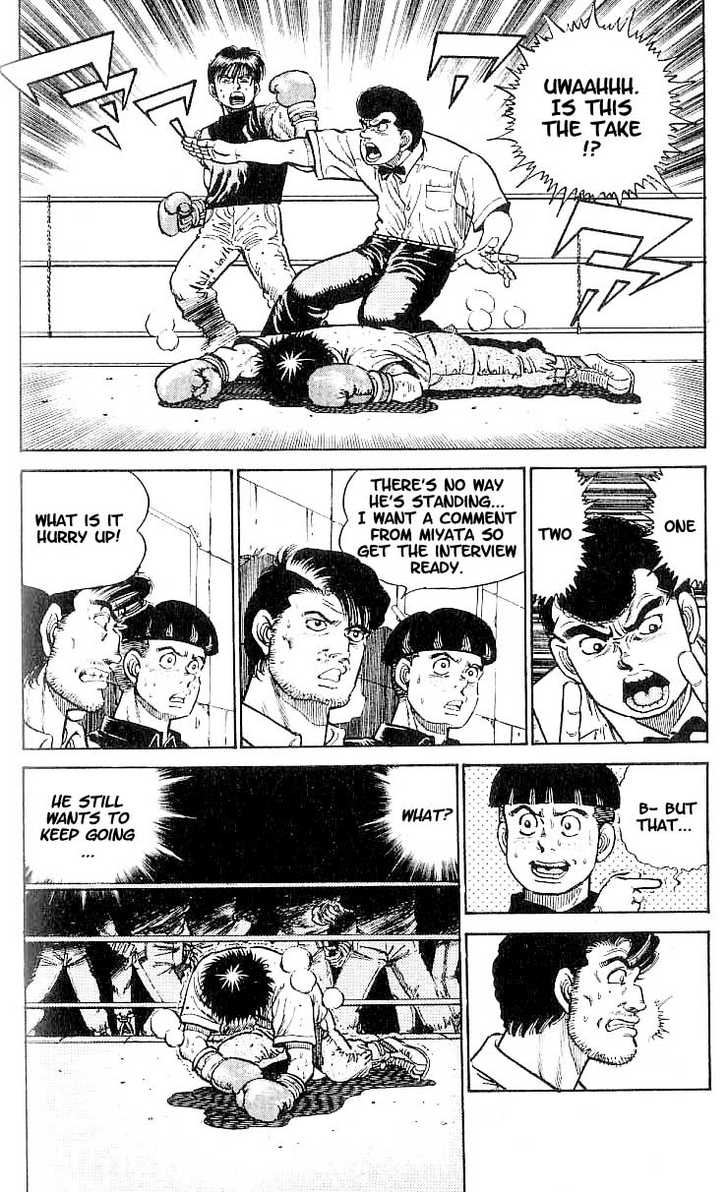 UWAAHHH.
IS THIS
THE TAKE
!?
ONE
TWO
THERE'S NO WAY
HE'S STANDING...
I WANT A COMMENT
FROM MIYATA SO
GET THE INTERVIEW
READY.
WHAT IS IT
HURRY UP!
B- BUT
THAT...
WHAT?
HE STILL
WANTS TO
KEEP GOING
...